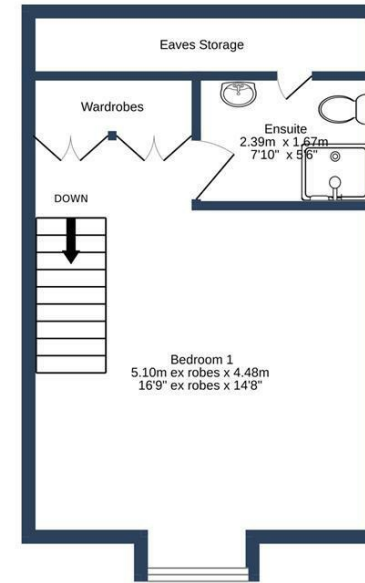 Eaves Storage
Wardrobes
Ensuite
2.39m x 1.67m
7'10" x 5'6"
DOWN
Bedroom 1
5.10m ex robes x 4.48m
16'9" ex robes x 14'8"